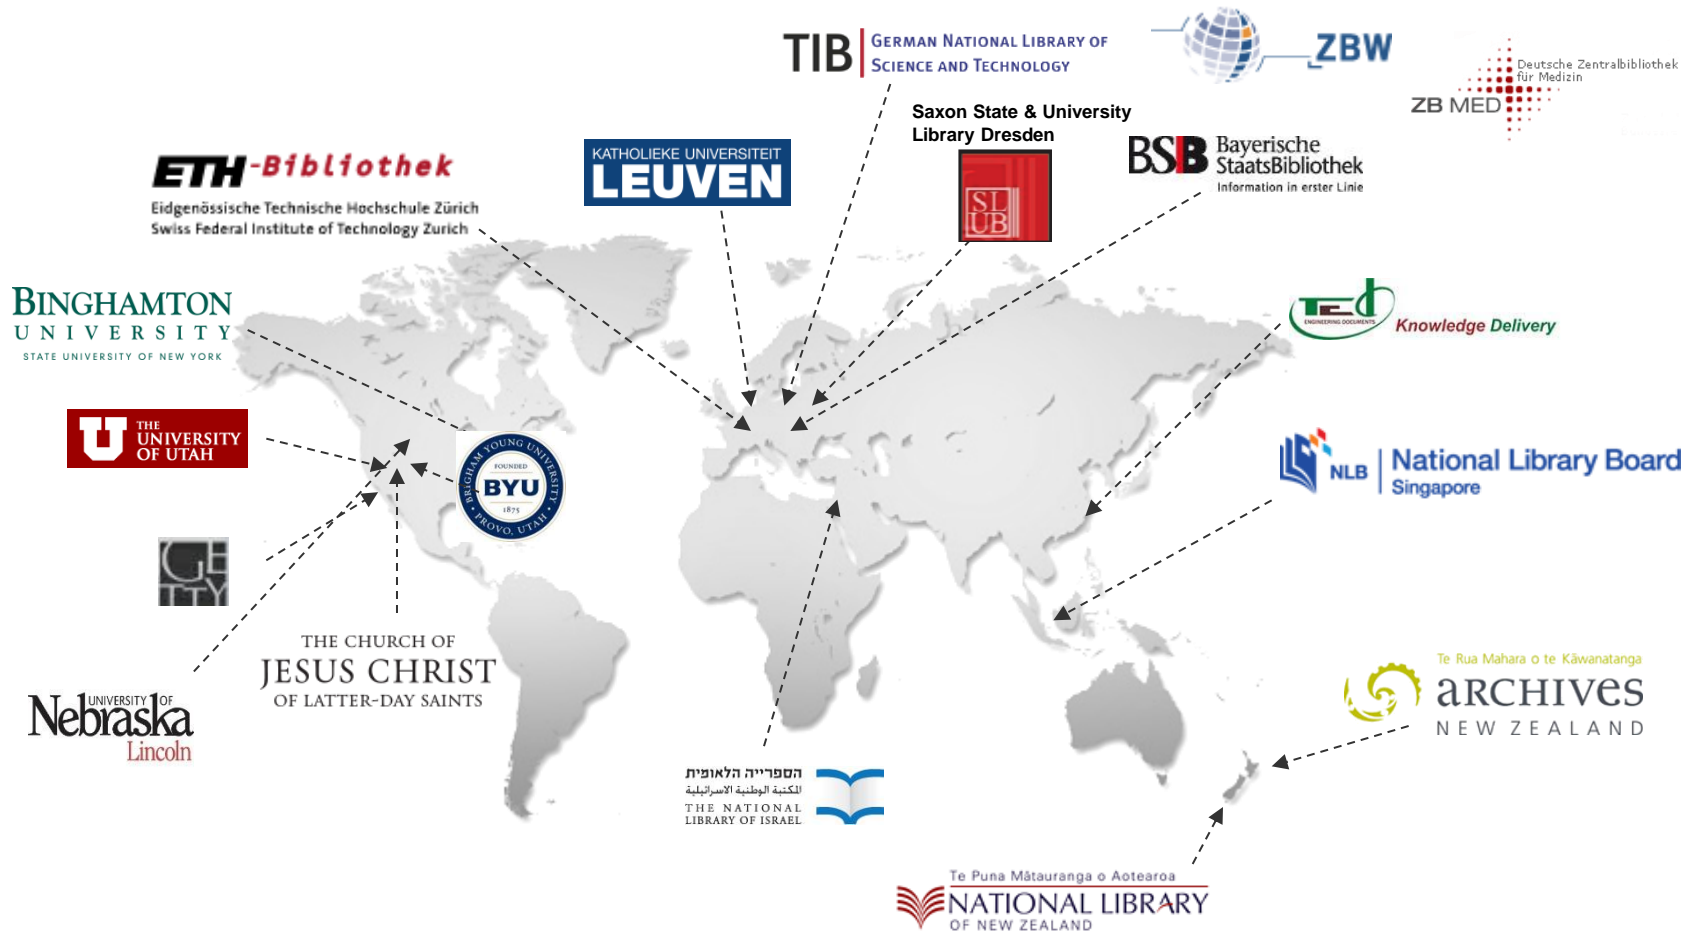 TIB
GERMAN NATIONAL LIBRARY OF
SCIENCE AND TECHNOLOGY
ZBW
Deutsche Zentralbibliothek
für Medizin
ZB MED
Saxon State & University
Library Dresden
SL
UB
BSB
Bayerische
StaatsBibliothek
Information in erster Linie
KATHOLIEKE UNIVERSITEIT
LEUVEN
ETH-Bibliothek
Eidgenössische Technische Hochschule Zürich
Swiss Federal Institute of Technology Zurich
BINGHAMTON
UNIVERSITY
STATE UNIVERSITY OF NEW YORK
TED
ENGINEERING DOCUMENTS
Knowledge Delivery
U
THE
UNIVERSITY
OF UTAH
BRIGHAM YOUNG UNIVERSITY
FOUNDED
BYU
1875
PROVO, UTAH
NLB
National Library Board
Singapore
GE
TTY
THE CHURCH OF
JESUS CHRIST
OF LATTER-DAY SAINTS
UNIVERSITY OF
Nebraska
Lincoln
Te Rua Mahara o te Kāwanatanga
ARCHIVES
NEW ZEALAND
הספרייה הלאומית
المكتبة الوطنية الاسرائيلية
THE NATIONAL
LIBRARY OF ISRAEL
Te Puna Mātauranga o Aotearoa
NATIONAL LIBRARY
OF NEW ZEALAND